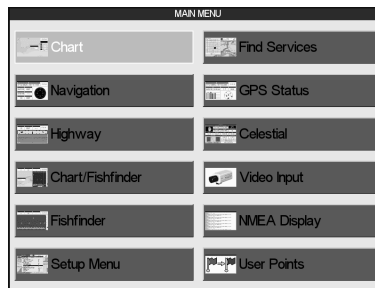 MAIN MENU
Chart
Find Services
Navigation
GPS Status
Highway
Celestial
Chart/Fishfinder
Video Input
Fishfinder
NMEA Display
Setup Menu
User Points